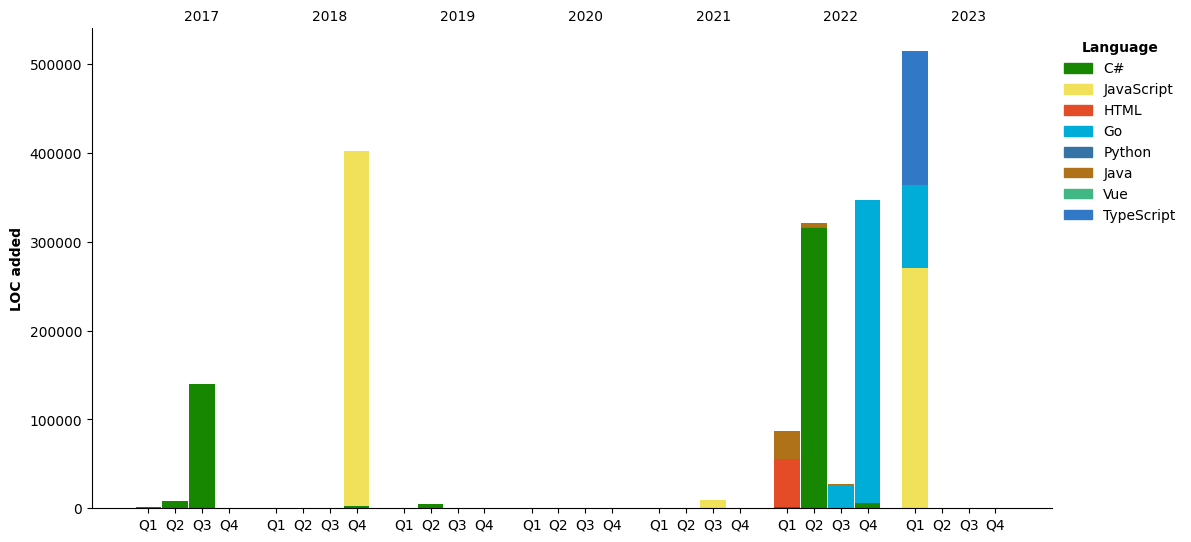 2017 2018 2019 2020 2021 2022 2023
LOC added
500000
400000
300000
200000
100000
0
Q1 Q2 Q3 Q4 Q1 Q2 Q3 Q4 Q1 Q2 Q3 Q4 Q1 Q2 Q3 Q4 Q1 Q2 Q3 Q4 Q1 Q2 Q3 Q4 Q1 Q2 Q3 Q4
Language
C#
JavaScript
HTML
Go
Python
Java
Vue
TypeScript